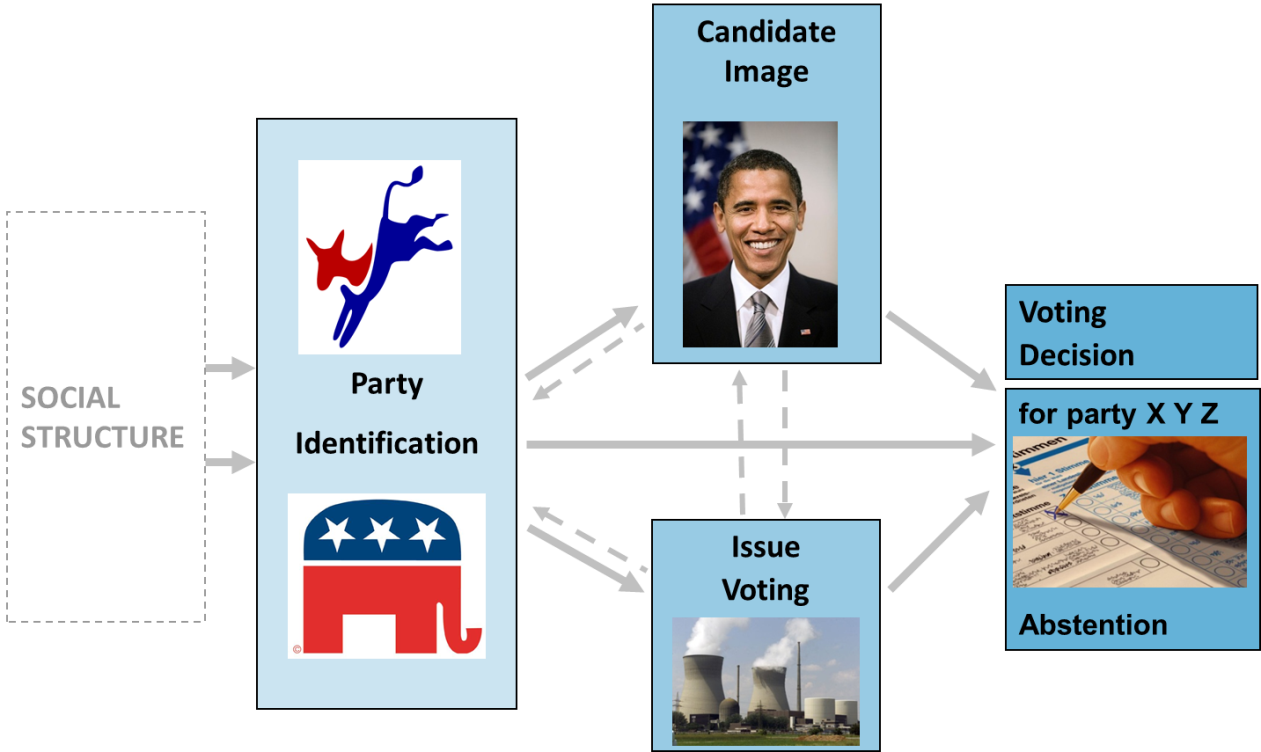 SOCIAL
STRUCTURE
Party
Identification
©
Candidate
Image
Issue
Voting
Voting
Decision
for party X Y Z
Abstention